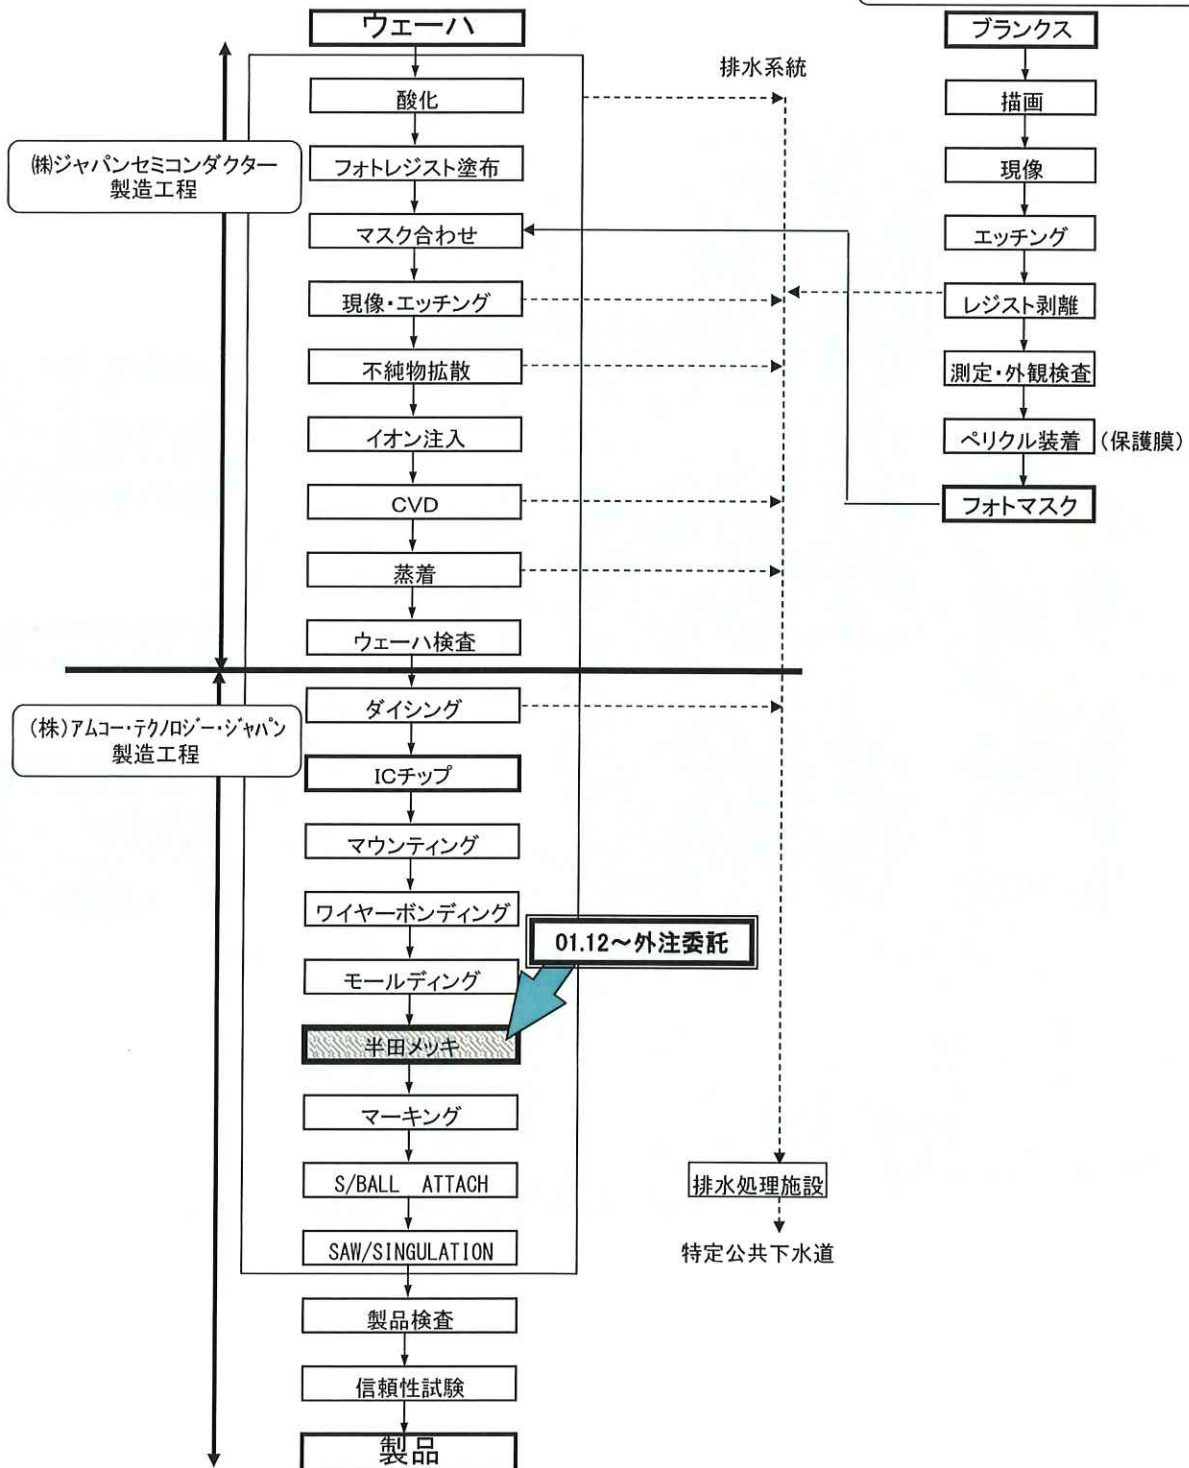 ウェーハ
酸化
フォトレジスト塗布
マスク合わせ
現像・エッチング
不純物拡散
イオン注入
CVD
蒸着
ウェーハ検査
ダイシング
ICチップ
マウンティング
ワイヤーボンディング
モールディング
半田メッキ
マーキング
S/BALL ATTACH
SAW/SINGULATION
製品検査
信頼性試験
製品
㈱ジャパンセミコンダクター
製造工程
(株)アムコー・テクノロジー・ジャパン
製造工程
01.12～外注委託
排水系統
排水処理施設
特定公共下水道
ブランクス
描画
現像
エッチング
レジスト剥離
測定・外観検査
ペリクル装着 (保護膜)
フォトマスク